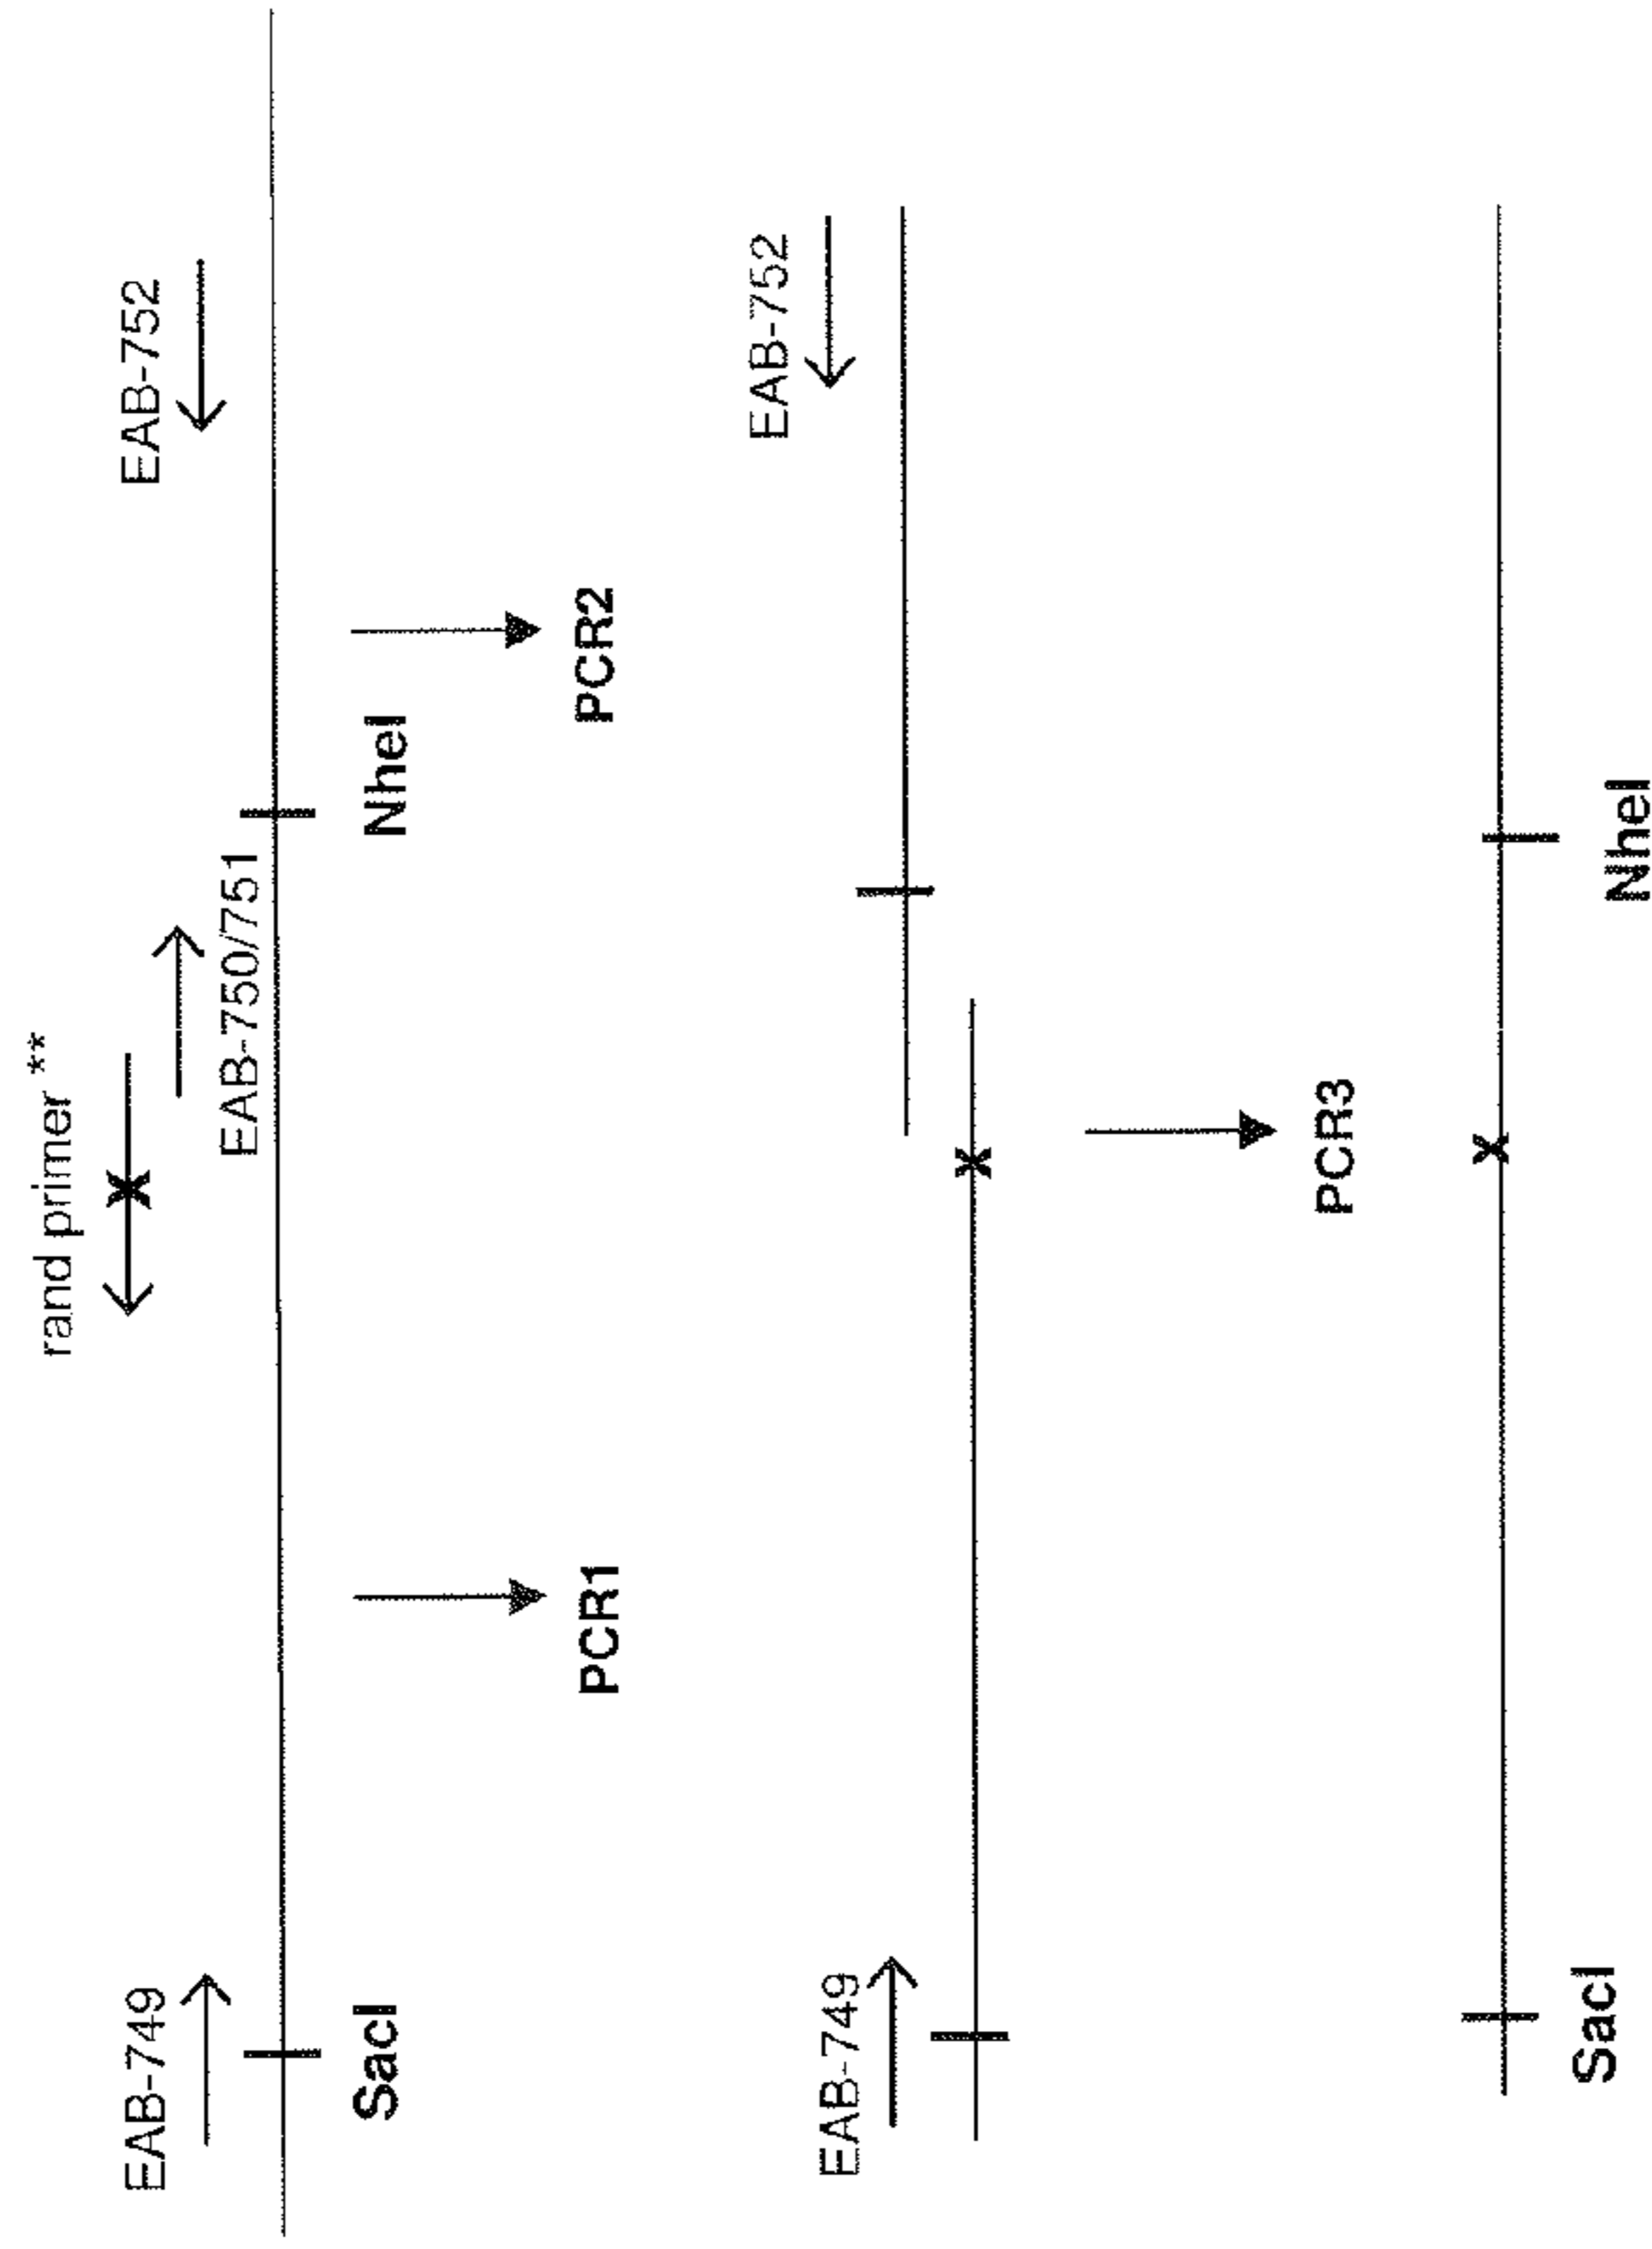 rand primer **
EAB-749
EAB-752
EAB-750/751
SacI
NheI
PCR1
PCR2
EAB-749
EAB-752
PCR3
SacI
NheI